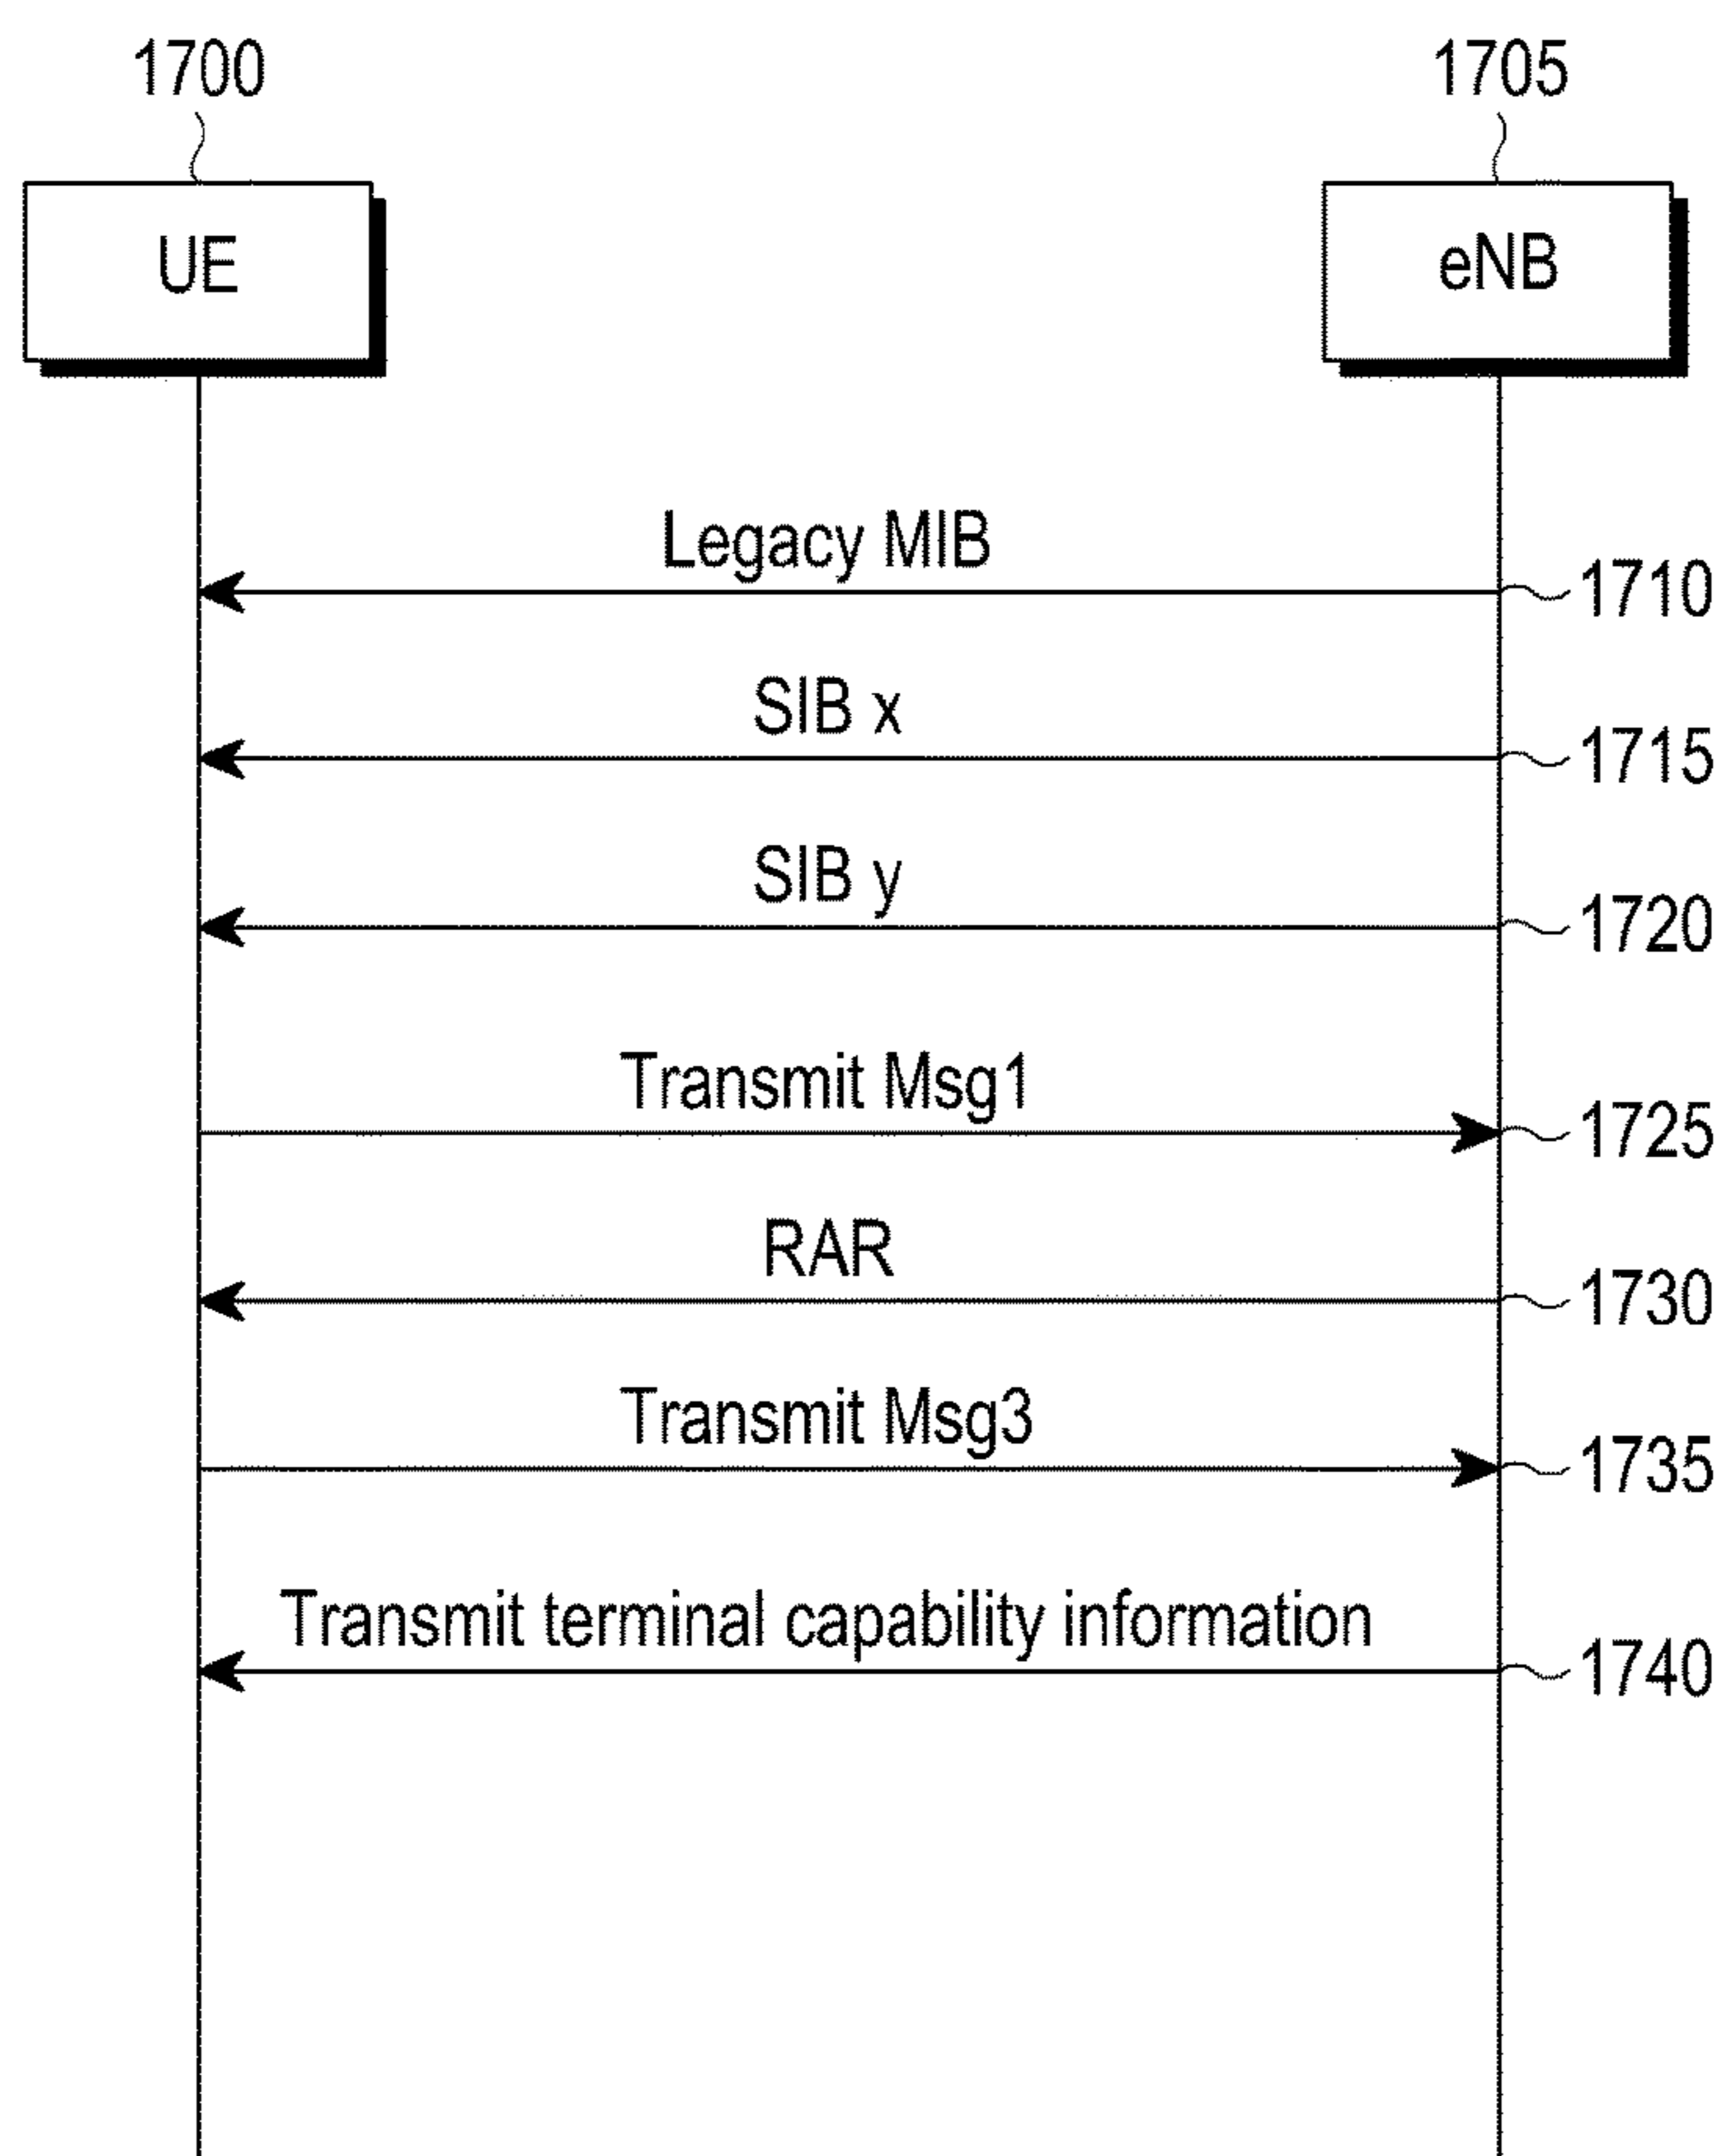 1700
1705
UE
eNB
Legacy MIB
1710
SIB x
1715
SIB y
1720
Transmit Msg1
1725
RAR
1730
Transmit Msg3
1735
Transmit terminal capability information
1740